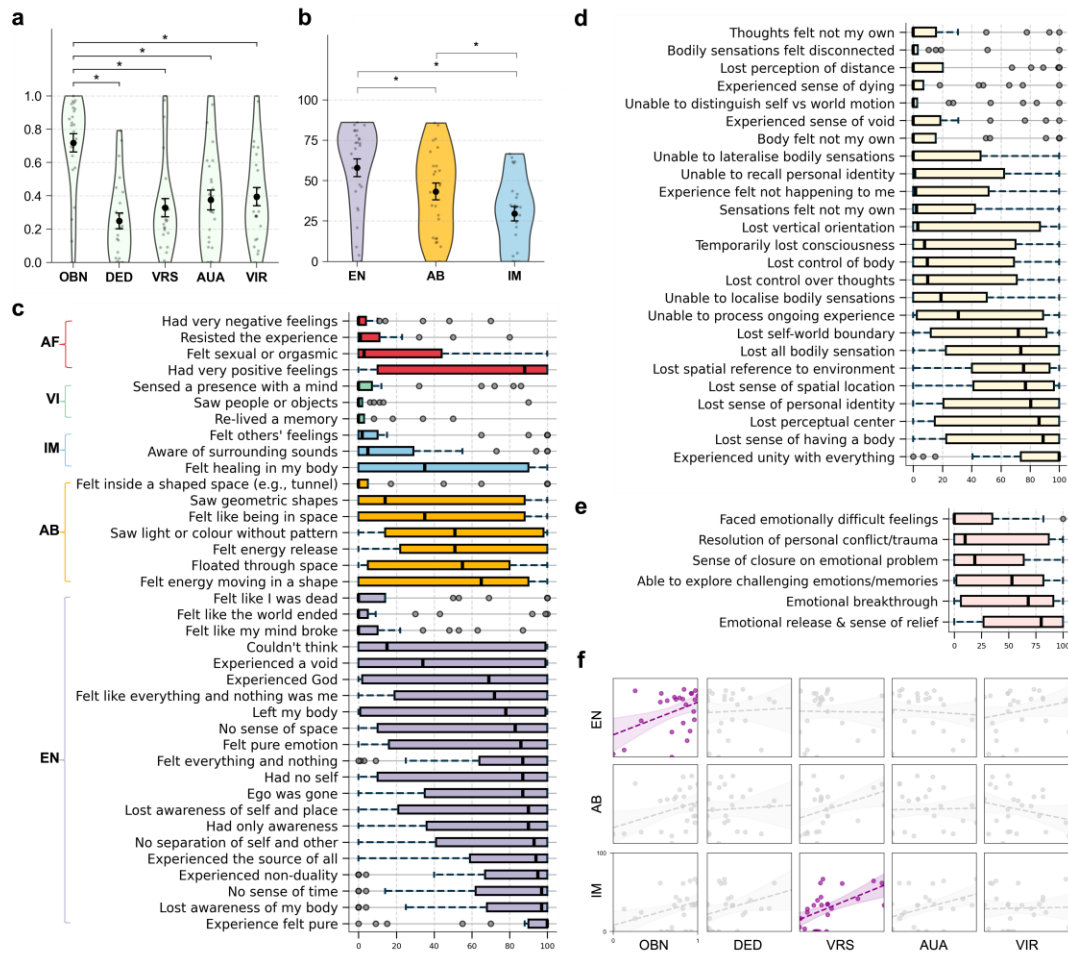 a
*
*
*
*
1.0
0.8
0.6
0.4
0.2
0.0
OBN DED VRS AUA VIR
b
*
*
*
100
75
50
25
0
EN AB IM
c
AF
Had very negative feelings
Resisted the experience
Felt sexual or orgasmic
Had very positive feelings
VI
Sensed a presence with a mind
Saw people or objects
Re-lived a memory
IM
Felt others' feelings
Aware of surrounding sounds
Felt healing in my body
AB
Felt inside a shaped space (e.g., tunnel)
Saw geometric shapes
Felt like being in space
Saw light or colour without pattern
Felt energy release
Floated through space
Felt energy moving in a shape
EN
Felt like I was dead
Felt like the world ended
Felt like my mind broke
Couldn't think
Experienced a void
Experienced God
Felt like everything and nothing was me
Left my body
No sense of space
Felt pure emotion
Felt everything and nothing
Had no self
Ego was gone
Lost awareness of self and place
Had only awareness
No separation of self and other
Experienced the source of all
Experienced non-duality
No sense of time
Lost awareness of my body
Experience felt pure
0 20 40 60 80 100
d
Thoughts felt not my own
Bodily sensations felt disconnected
Lost perception of distance
Experienced sense of dying
Unable to distinguish self vs world motion
Experienced sense of void
Body felt not my own
Unable to lateralise bodily sensations
Unable to recall personal identity
Experience felt not happening to me
Sensations felt not my own
Lost vertical orientation
Temporarily lost consciousness
Lost control of body
Lost control over thoughts
Unable to localise bodily sensations
Unable to process ongoing experience
Lost self-world boundary
Lost all bodily sensation
Lost spatial reference to environment
Lost sense of spatial location
Lost sense of personal identity
Lost perceptual center
Lost sense of having a body
Experienced unity with everything
0 20 40 60 80 100
e
Faced emotionally difficult feelings
Resolution of personal conflict/trauma
Sense of closure on emotional problem
Able to explore challenging emotions/memories
Emotional breakthrough
Emotional release & sense of relief
0 25 50 75 100
f
EN
AB
IM
100
0
0 1
OBN DED VRS AUA VIR